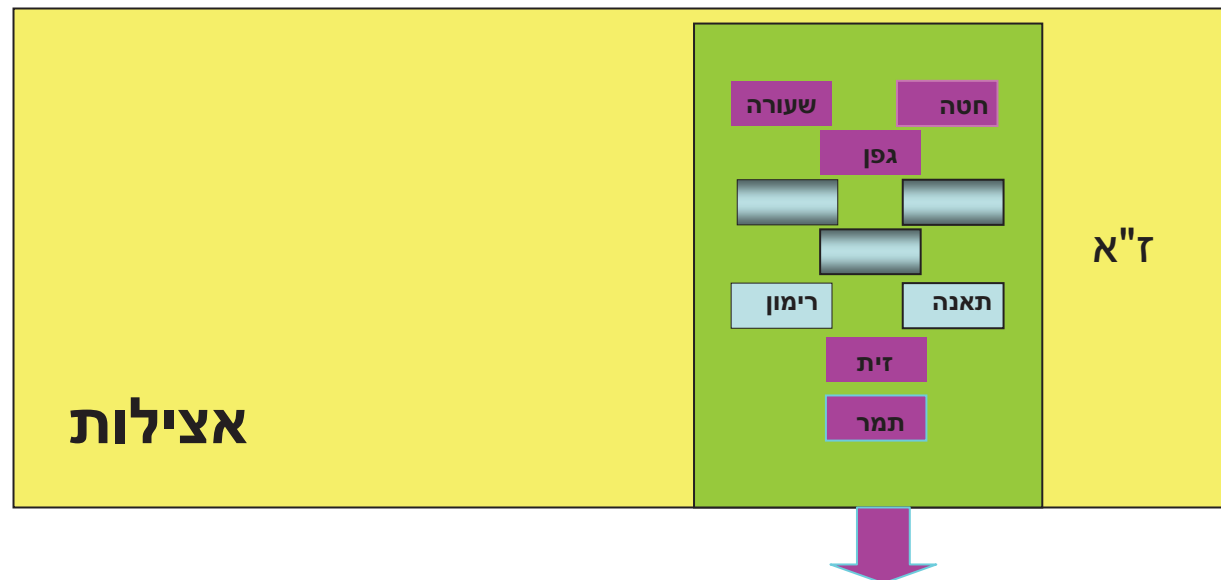 חטה
שעורה
גפן
ז"א
תאנה
רימון
זית
תמר
אצילות